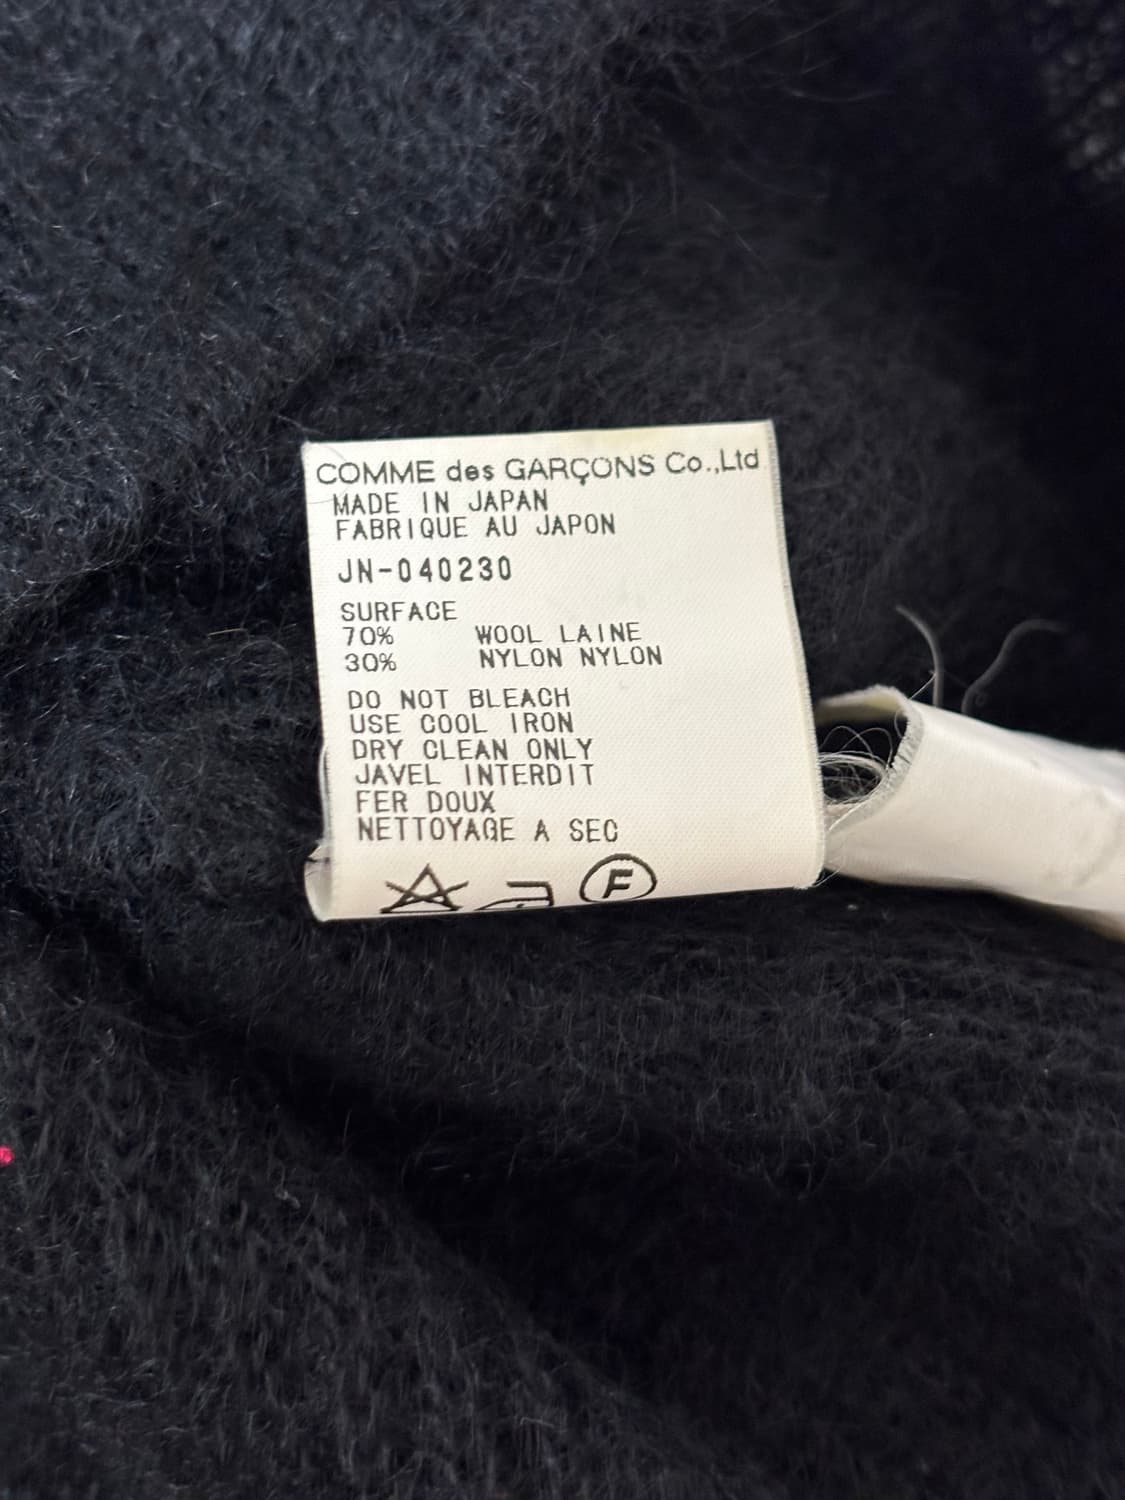 COMME des GARÇONS Co.,Ltd
MADE IN JAPAN
FABRIQUE AU JAPON
JN-040230
SURFACE
70% WOOL LAINE
30% NYLON NYLON
DO NOT BLEACH
USE COOL IRON
DRY CLEAN ONLY
JAVEL INTERDIT
FER DOUX
NETTOYAGE A SEC
F